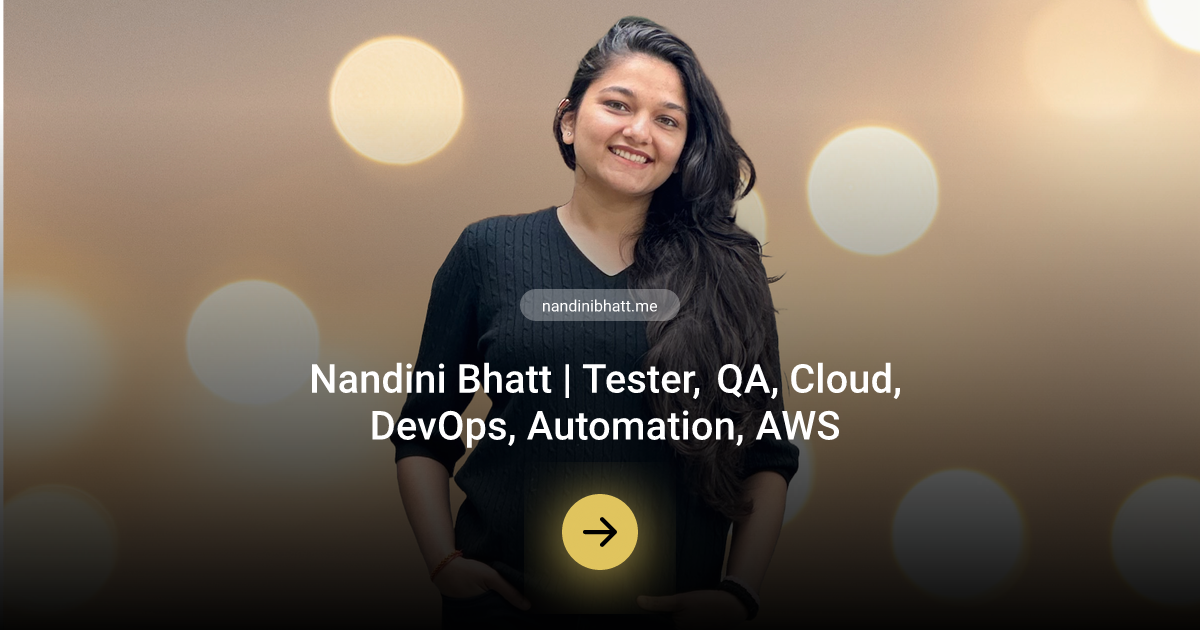 nandinibhatt.me
Nandini Bhatt | Tester, QA, Cloud,
DevOps, Automation, AWS